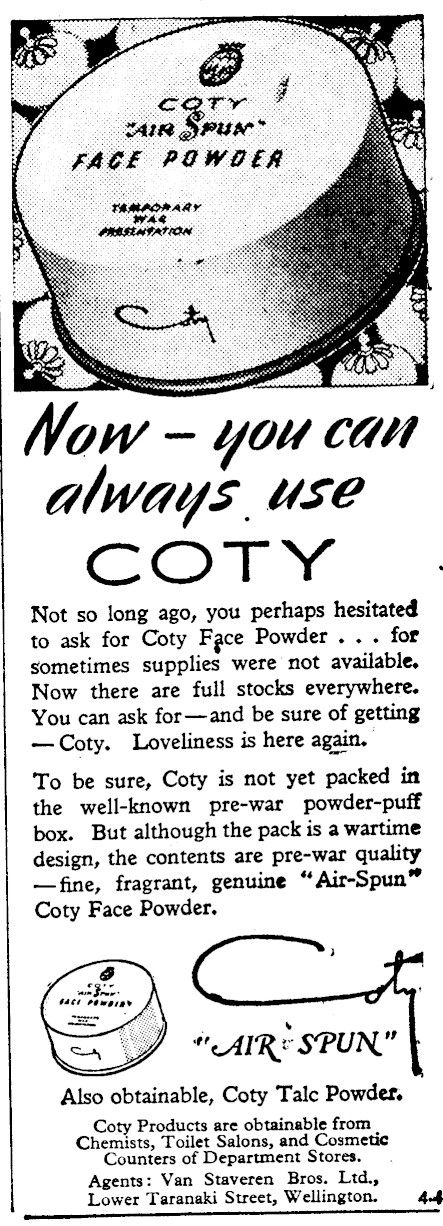 COTY
"AIR SPUN"
FACE POWDER
TEMPORARY
WAR
PRESENTATION
Coty
Now – you can
always use
COTY
Not so long ago, you perhaps hesitated
to ask for Coty Face Powder . . . for
sometimes supplies were not available.
Now there are full stocks everywhere.
You can ask for—and be sure of getting
— Coty. Loveliness is here again.
To be sure, Coty is not yet packed in
the well-known pre-war powder-puff
box. But although the pack is a wartime
design, the contents are pre-war quality
—fine, fragrant, genuine "Air-Spun"
Coty Face Powder.
COTY
"AIR SPUN"
FACE POWDER
Coty
Coty
"AIR SPUN"
Also obtainable, Coty Talc Powder.
Coty Products are obtainable from
Chemists, Toilet Salons, and Cosmetic
Counters of Department Stores.
Agents: Van Staveren Bros. Ltd.,
Lower Taranaki Street, Wellington.
4.4